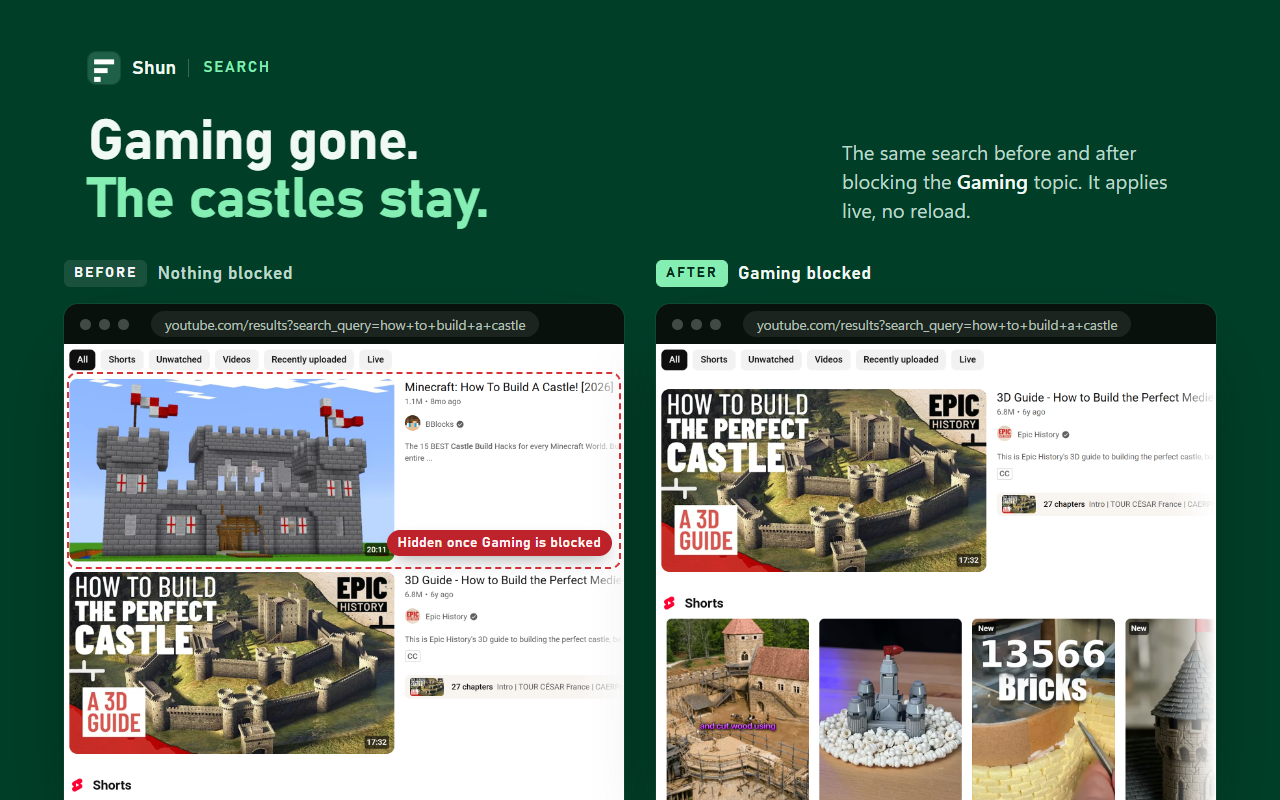 Shun
SEARCH
Gaming gone.
The castles stay.
The same search before and after
blocking the Gaming topic. It applies
live, no reload.
BEFORE
Nothing blocked
youtube.com/results?search_query=how+to+build+a+castle
All
Shorts
Unwatched
Videos
Recently uploaded
Live
Minecraft: How To Build A Castle! [2026]
1.1M • 8mo ago
BBlocks
The 15 BEST Castle Build Hacks for every Minecraft World.
entire ...
20:11
Hidden once Gaming is blocked
HOW TO BUILD
THE PERFECT
CASTLE
A 3D
GUIDE
EPIC
HISTORY
17:32
3D Guide - How to Build the Perfect Medie
6.8M • 6y ago
EPIC
Epic History
This is Epic History's 3D guide to building the perfect castle,
CC
27 chapters Intro | TOUR CÉSAR France | CAER
Shorts
AFTER
Gaming blocked
youtube.com/results?search_query=how+to+build+a+castle
All
Shorts
Unwatched
Videos
Recently uploaded
Live
HOW TO BUILD
THE PERFECT
CASTLE
A 3D
GUIDE
EPIC
HISTORY
17:32
3D Guide - How to Build the Perfect Medie
6.8M • 6y ago
EPIC
Epic History
This is Epic History's 3D guide to building the perfect castle,
CC
27 chapters Intro | TOUR CÉSAR France | CAER
Shorts
and cut wood using
New
13566
Bricks
New